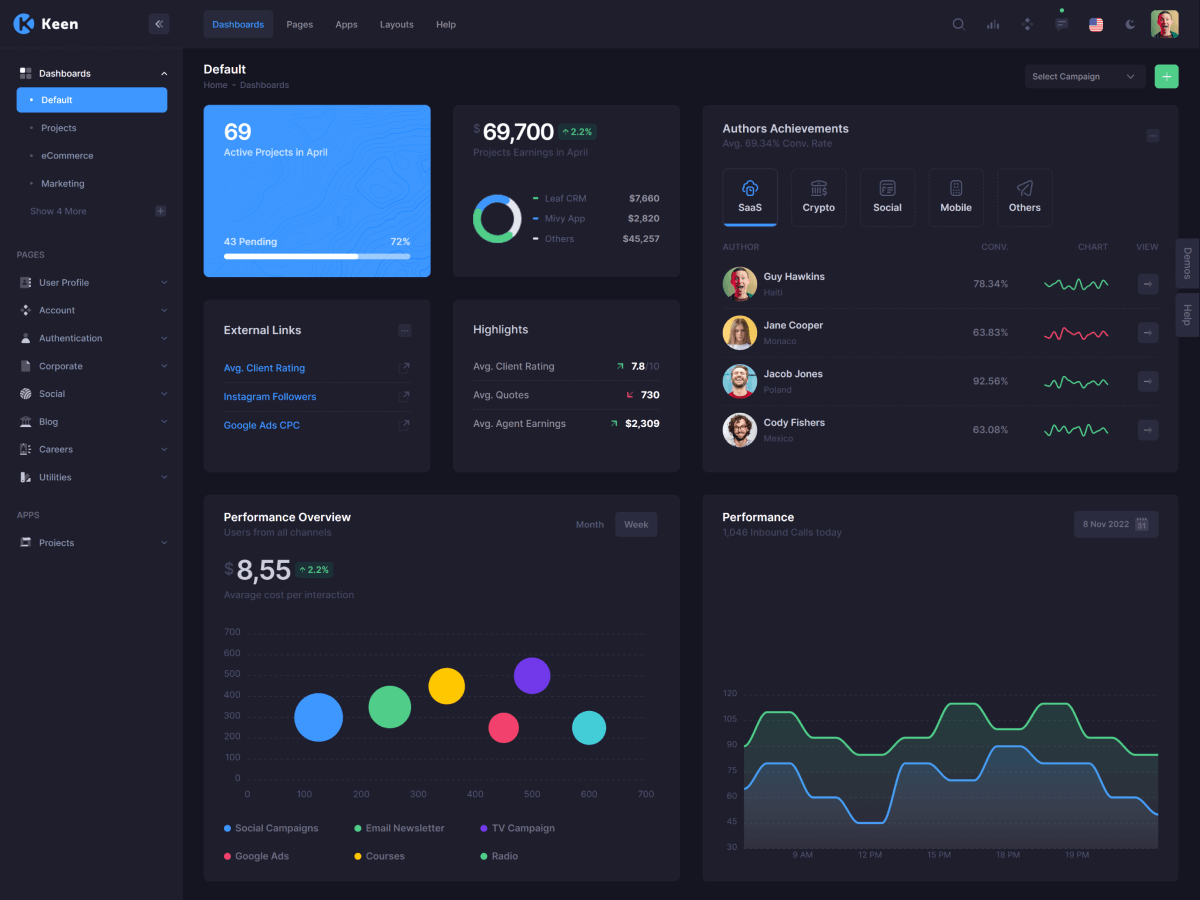 Keen
Dashboards
Pages
Apps
Layouts
Help
Dashboards
Default
Projects
eCommerce
Marketing
Show 4 More
PAGES
User Profile
Account
Authentication
Corporate
Social
Blog
Careers
Utilities
APPS
Projects
Default
Home - Dashboards
Select Campaign
69
Active Projects in April
43 Pending 72%
$ 69,700 2.2%
Projects Earnings in April
Leaf CRM $7,660
Mivy App $2,820
Others $45,257
Authors Achievements
Avg. 69.34% Conv. Rate
SaaS
Crypto
Social
Mobile
Others
AUTHOR CONV. CHART VIEW
Guy Hawkins
Haiti
78.34%
Jane Cooper
Monaco
63.83%
Jacob Jones
Poland
92.56%
Cody Fishers
Mexico
63.08%
Demos
Help
External Links
Avg. Client Rating
Instagram Followers
Google Ads CPC
Highlights
Avg. Client Rating 7.8/10
Avg. Quotes 730
Avg. Agent Earnings $2,309
Performance Overview
Users from all channels
Month
Week
$ 8,55 2.2%
Avarage cost per interaction
700
600
500
400
300
200
100
0
0 100 200 300 400 500 600 700
Social Campaigns Email Newsletter TV Campaign
Google Ads Courses Radio
Performance
1,046 Inbound Calls today
8 Nov 2022
31
120
105
90
75
60
45
30
9 AM 12 PM 15 PM 18 PM 19 PM